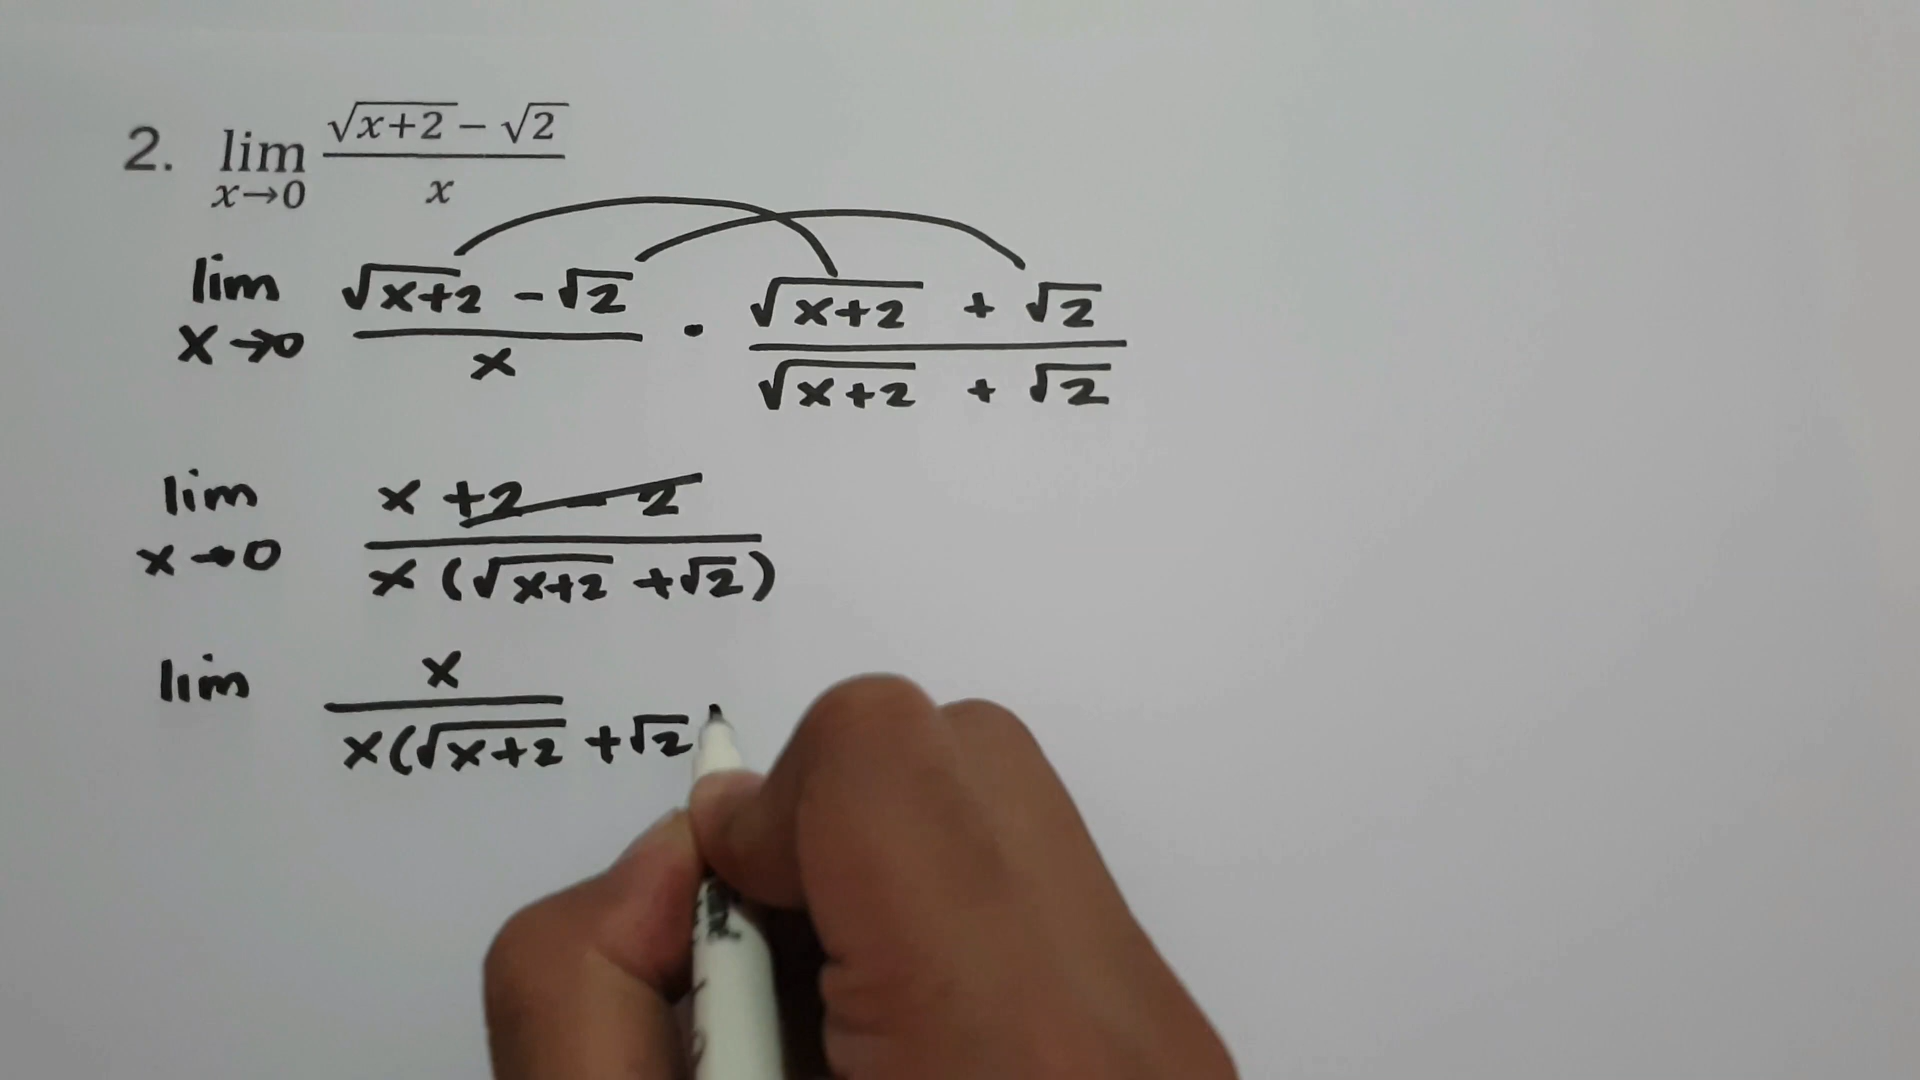 2. lim x→0 (√(x+2) − √2)/x
lim x→0 (√x+2 − √2)/x · (√x+2 + √2)/(√x+2 + √2)
lim x→0 (x + 2 − 2)/(x (√x+2 + √2))
lim x/(x (√x+2 + √2